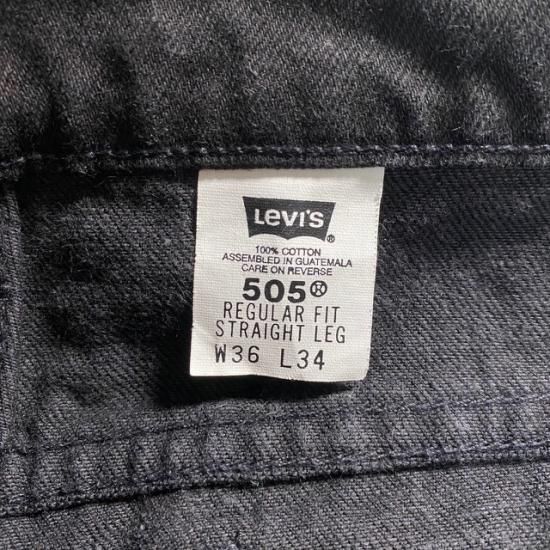 LEVI'S®
100% COTTON
ASSEMBLED IN GUATEMALA
CARE ON REVERSE
505®
REGULAR FIT
STRAIGHT LEG
W36 L34